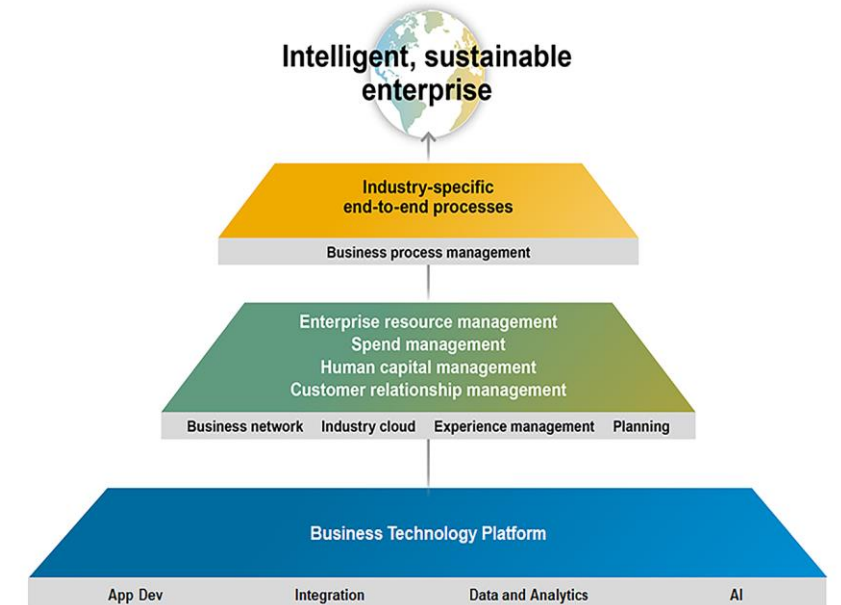 Intelligent, sustainable
enterprise
Industry-specific
end-to-end processes
Business process management
Enterprise resource management
Spend management
Human capital management
Customer relationship management
Business network Industry cloud Experience management Planning
Business Technology Platform
App Dev Integration Data and Analytics AI